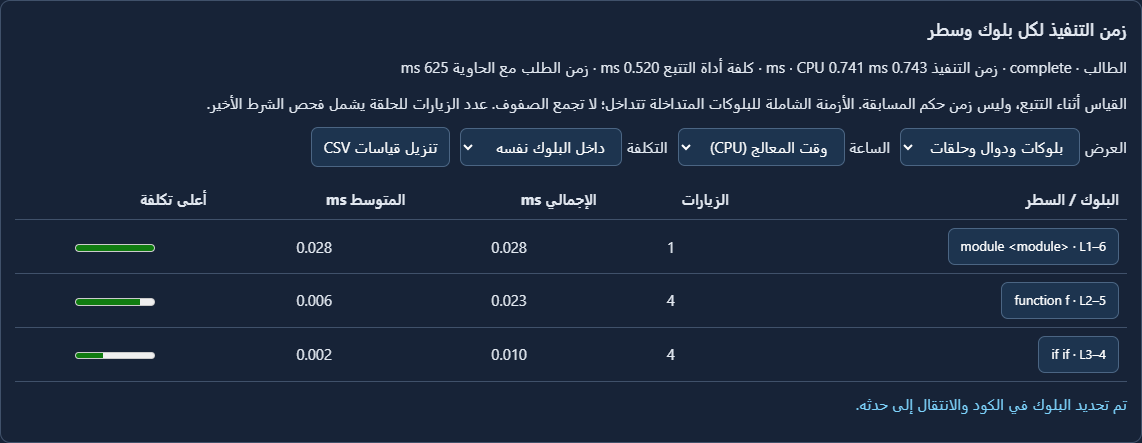 زمن التنفيذ لكل بلوك وسطر
الطالب · complete · زمن التنفيذ 0.743 ms · CPU 0.741 ms · كلفة أداة التتبع 0.520 ms · زمن الطلب مع الحاوية 625 ms
القياس أثناء التتبع، وليس زمن حكم المسابقة. الأزمنة الشاملة للبلوكات المتداخلة تتداخل؛ لا تجمع الصفوف. عدد الزيارات للحلقة يشمل فحص الشرط الأخير.
العرض بلوكات ودوال وحلقات الساعة وقت المعالج (CPU) التكلفة داخل البلوك نفسه تنزيل قياسات CSV
البلوك / السطر الزيارات الإجمالي ms المتوسط ms أعلى تكلفة
module <module> · L1–6 1 0.028 0.028
function f · L2–5 4 0.023 0.006
if if · L3–4 4 0.010 0.002
تم تحديد البلوك في الكود والانتقال إلى حدثه.